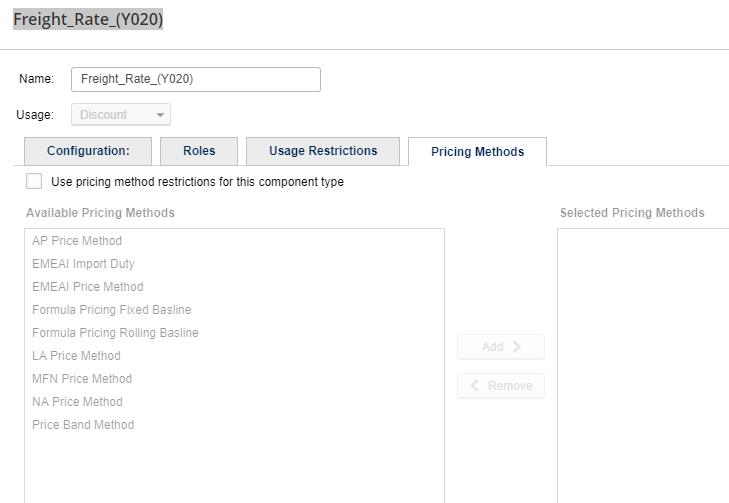 Freight_Rate_(Y020)
Name: Freight_Rate_(Y020)
Usage: Discount
Configuration: Roles Usage Restrictions Pricing Methods
Use pricing method restrictions for this component type
Available Pricing Methods Selected Pricing Methods
AP Price Method
EMEAI Import Duty
EMEAI Price Method
Formula Pricing Fixed Basline
Formula Pricing Rolling Basline
LA Price Method
MFN Price Method
NA Price Method
Price Band Method
Add
Remove